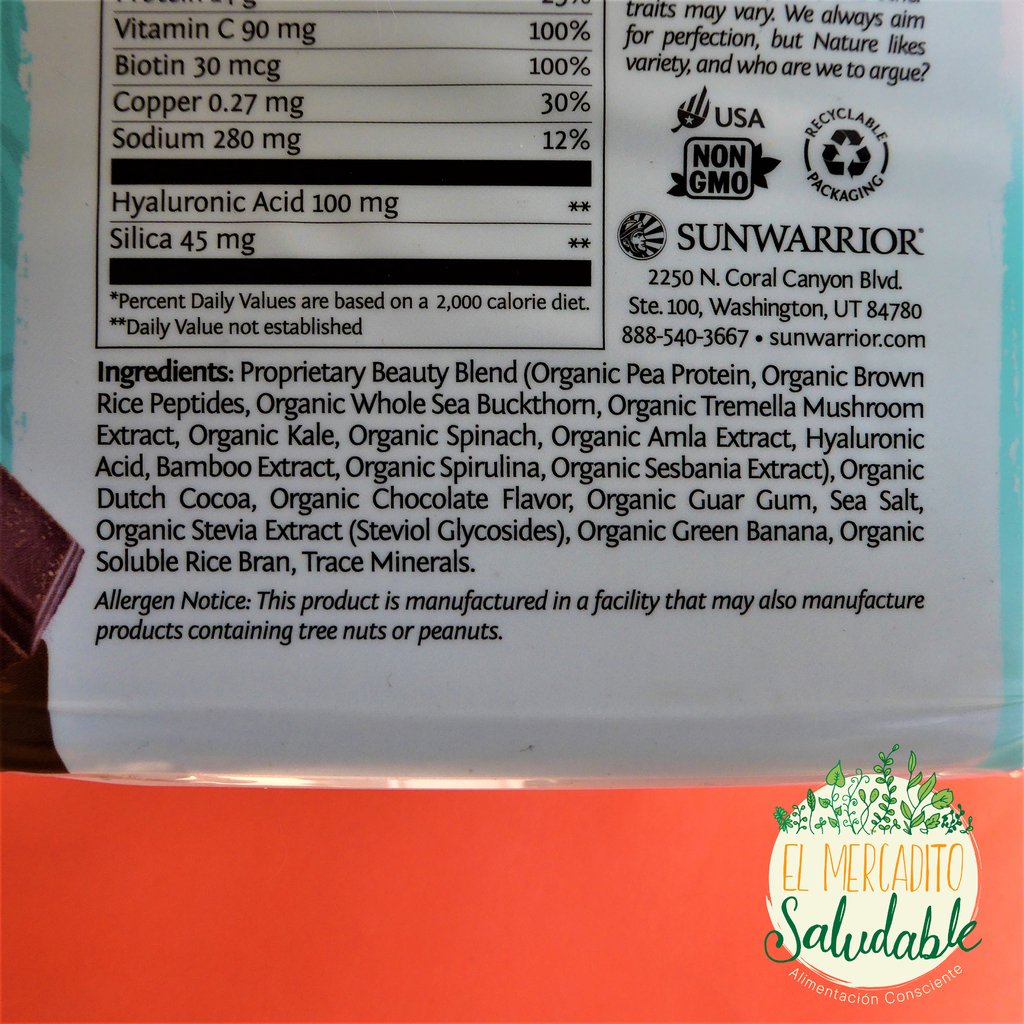 Vitamin C 90 mg 100%
Biotin 30 mcg 100%
Copper 0.27 mg 30%
Sodium 280 mg 12%
Hyaluronic Acid 100 mg **
Silica 45 mg **
*Percent Daily Values are based on a 2,000 calorie diet.
**Daily Value not established
traits may vary. We always aim
for perfection, but Nature likes
variety, and who are we to argue?
USA
NON
GMO
RECYCLABLE
PACKAGING
SUNWARRIOR®
2250 N. Coral Canyon Blvd.
Ste. 100, Washington, UT 84780
888-540-3667 • sunwarrior.com
Ingredients: Proprietary Beauty Blend (Organic Pea Protein, Organic Brown
Rice Peptides, Organic Whole Sea Buckthorn, Organic Tremella Mushroom
Extract, Organic Kale, Organic Spinach, Organic Amla Extract, Hyaluronic
Acid, Bamboo Extract, Organic Spirulina, Organic Sesbania Extract), Organic
Dutch Cocoa, Organic Chocolate Flavor, Organic Guar Gum, Sea Salt,
Organic Stevia Extract (Steviol Glycosides), Organic Green Banana, Organic
Soluble Rice Bran, Trace Minerals.
Allergen Notice: This product is manufactured in a facility that may also manufacture
products containing tree nuts or peanuts.
EL MERCADITO
Saludable
Alimentación Consciente